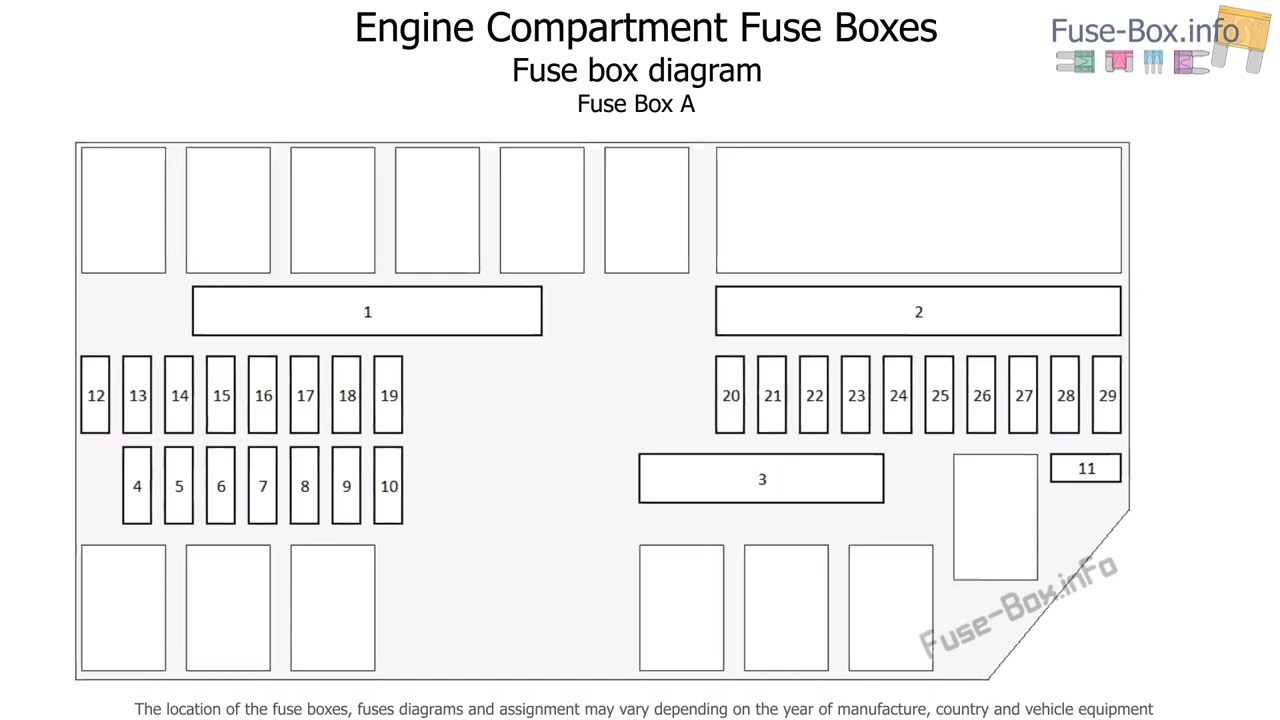 Engine Compartment Fuse Boxes
Fuse-Box.info
Fuse box diagram
Fuse Box A
1
2
12 13 14 15 16 17 18 19
20 21 22 23 24 25 26 27 28 29
4 5 6 7 8 9 10
3
11
Fuse-Box.info
The location of the fuse boxes, fuses diagrams and assignment may vary depending on the year of manufacture, country and vehicle equipment